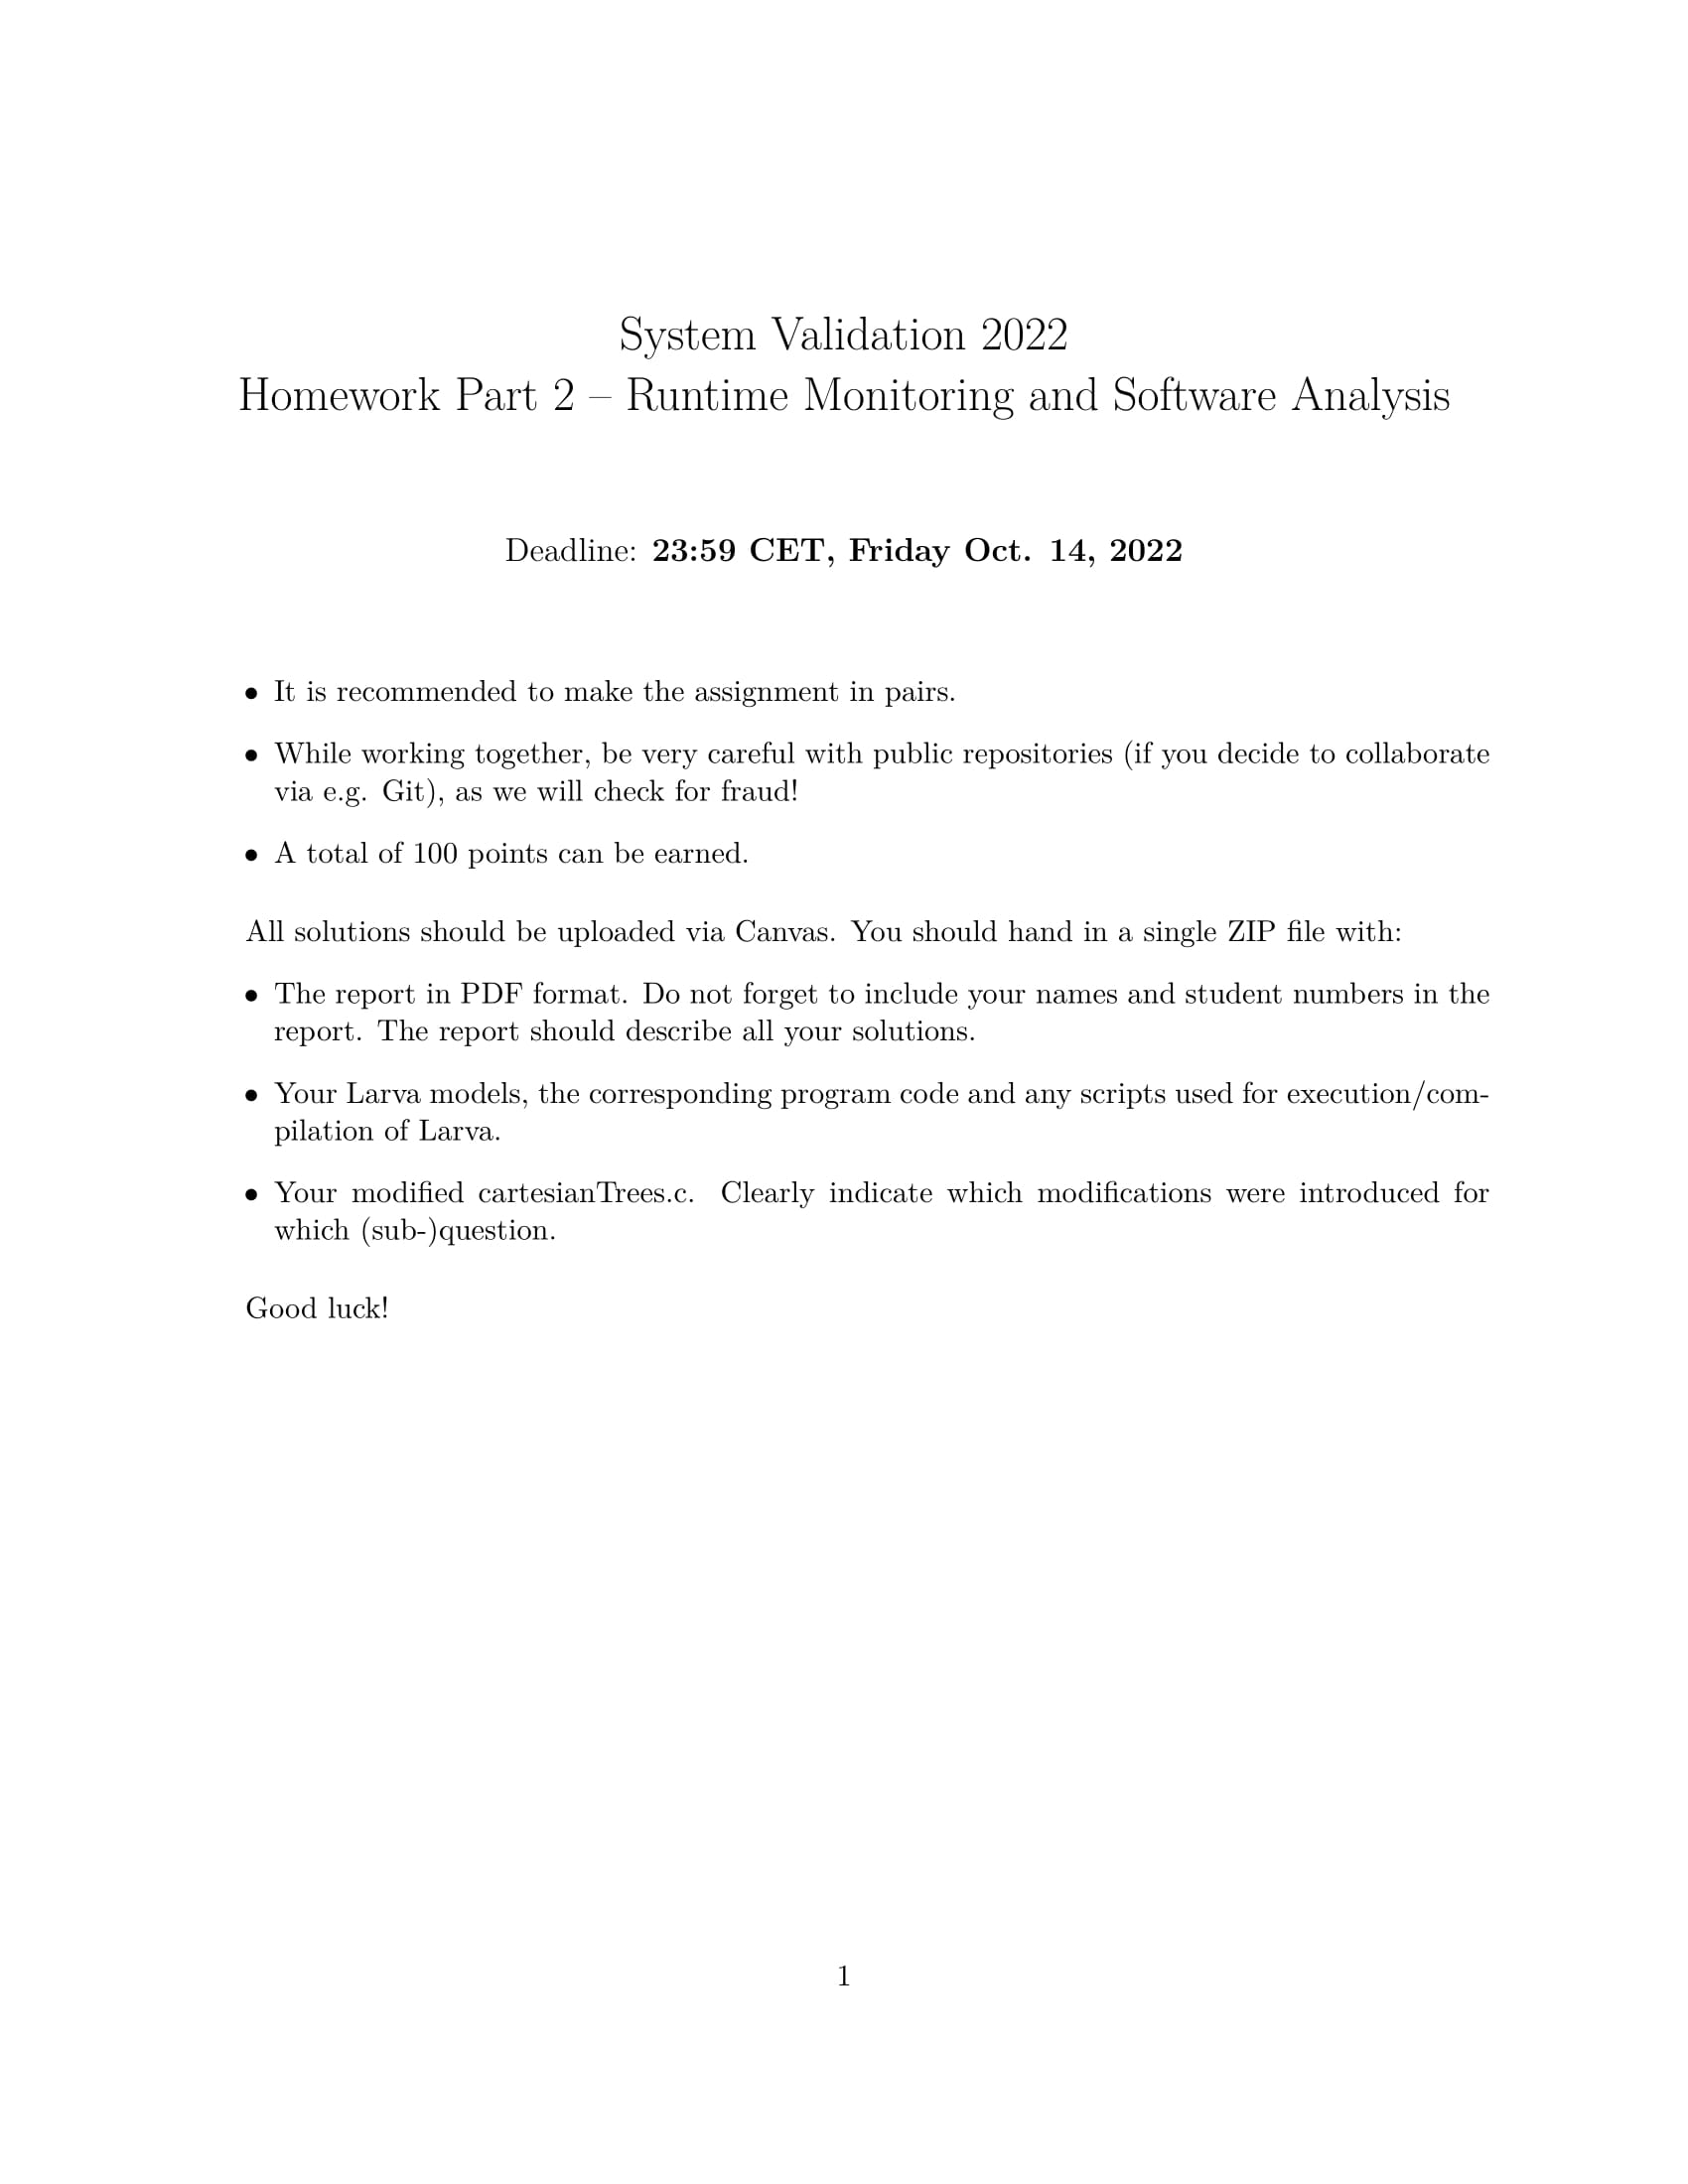 System Validation 2022
Homework Part 2 – Runtime Monitoring and Software Analysis
Deadline: 23:59 CET, Friday Oct. 14, 2022
• It is recommended to make the assignment in pairs.
• While working together, be very careful with public repositories (if you decide to collaborate
via e.g. Git), as we will check for fraud!
• A total of 100 points can be earned.
All solutions should be uploaded via Canvas. You should hand in a single ZIP file with:
• The report in PDF format. Do not forget to include your names and student numbers in the
report. The report should describe all your solutions.
• Your Larva models, the corresponding program code and any scripts used for execution/com-
pilation of Larva.
• Your modified cartesianTrees.c. Clearly indicate which modifications were introduced for
which (sub-)question.
Good luck!
1